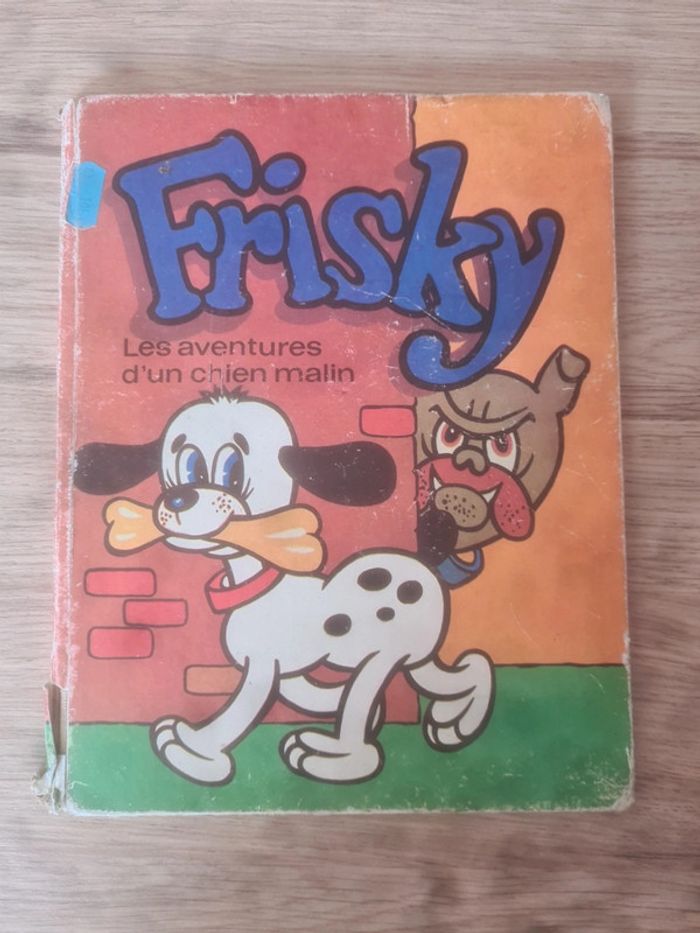 Frisky
Les aventures
d'un chien malin